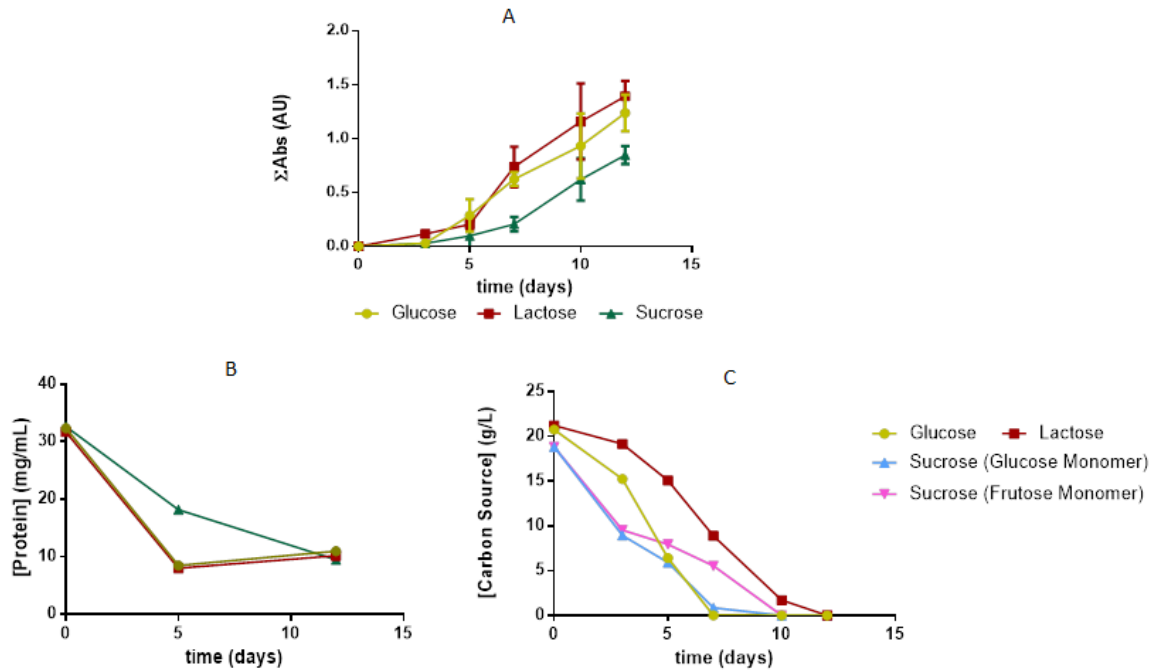 A
2.0
1.5
1.0
0.5
0.0
ΣAbs (AU)
0 5 10 15
time (days)
Glucose Lactose Sucrose
B
40
30
20
10
0
[Protein] (mg/mL)
0 5 10 15
time (days)
C
25
20
15
10
5
0
[Carbon Source] (g/L)
0 5 10 15
time (days)
Glucose Lactose
Sucrose (Glucose Monomer)
Sucrose (Frutose Monomer)